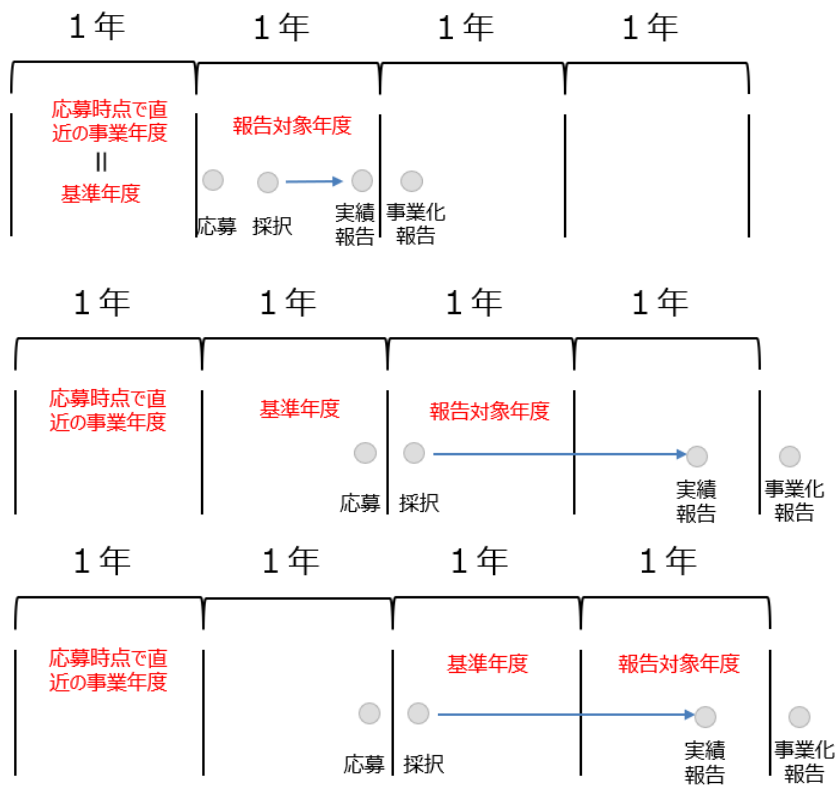 1年 1年 1年 1年
応募時点で直
近の事業年度
||
基準年度
報告対象年度
応募 採択 実績
報告
事業化
報告
1年 1年 1年 1年
応募時点で直
近の事業年度
基準年度
報告対象年度
応募 採択 実績
報告
事業化
報告
1年 1年 1年 1年
応募時点で直
近の事業年度
基準年度
報告対象年度
応募 採択 実績
報告
事業化
報告